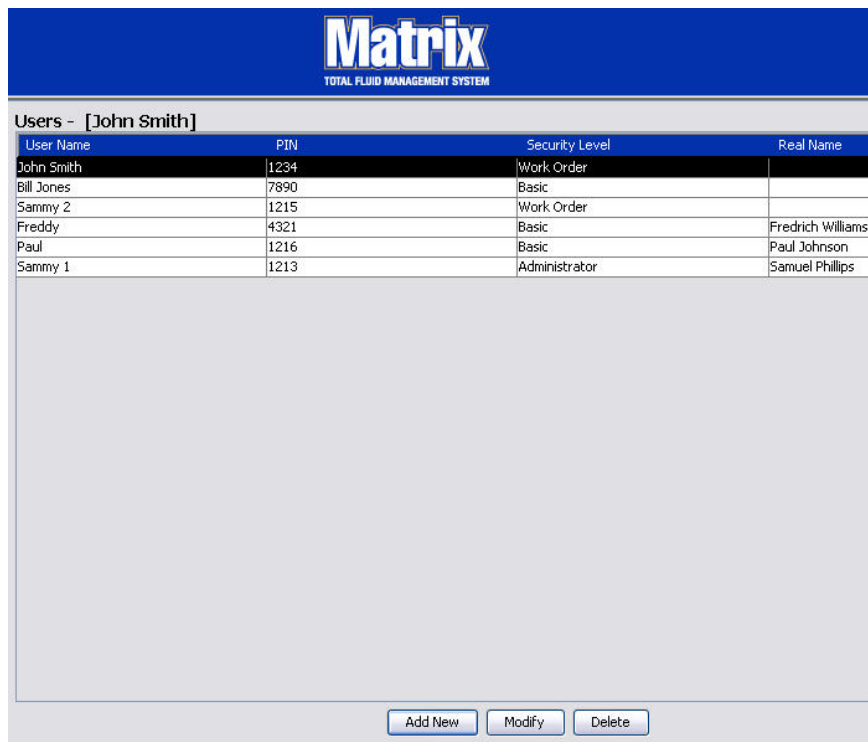 Matrix
TOTAL FLUID MANAGEMENT SYSTEM
Users - [John Smith]
User Name PIN Security Level Real Name
John Smith 1234 Work Order
Bill Jones 7890 Basic
Sammy 2 1215 Work Order
Freddy 4321 Basic Fredrich Williams
Paul 1216 Basic Paul Johnson
Sammy 1 1213 Administrator Samuel Phillips
Add New Modify Delete